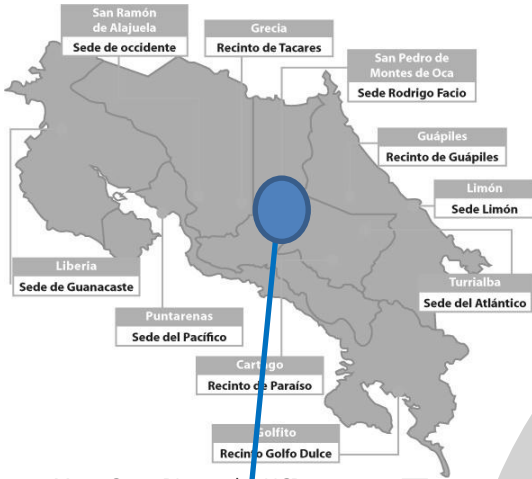 San Ramón
de Alajuela
Sede de occidente
Grecia
Recinto de Tacares
San Pedro de
Montes de Oca
Sede Rodrigo Facio
Guápiles
Recinto de Guápiles
Limón
Sede Limón
Liberia
Sede de Guanacaste
Turrialba
Sede del Atlántico
Puntarenas
Sede del Pacífico
Cartago
Recinto de Paraíso
Golfito
Recinto Golfo Dulce